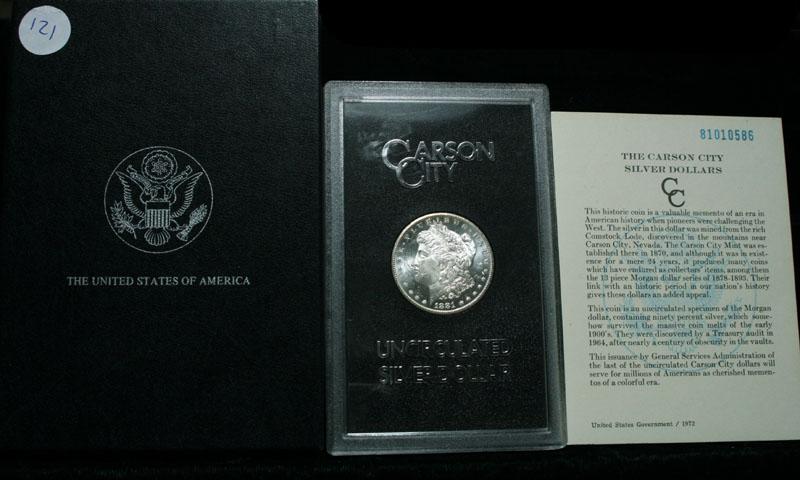 121
THE UNITED STATES OF AMERICA
CARSON
CITY
1881
UNCIRCULATED
SILVER DOLLAR
81010586
THE CARSON CITY
SILVER DOLLARS
CC
This historic coin is a valuable memento of an era in
American history when pioneers were challenging the
West. The silver in this dollar was mined from the rich
Comstock Lode, discovered in the mountains near
Carson City, Nevada. The Carson City Mint was es-
tablished there in 1870, and although it was in exist-
ence for a mere 24 years, it produced many coins
which have endured as collectors' items, among them
the 13 piece Morgan dollar series of 1878-1893. Their
link with an historic period in our nation's history
gives these dollars an added appeal.
This coin is an uncirculated specimen of the Morgan
dollar, containing ninety percent silver, which some-
how survived the massive coin melts of the early
1900's. They were discovered by a Treasury audit in
1964, after nearly a century of obscurity in the vaults.
This issuance by General Services Administration of
the last of the uncirculated Carson City dollars will
serve for millions of Americans as cherished memen-
tos of a colorful era.
United States Government / 1972